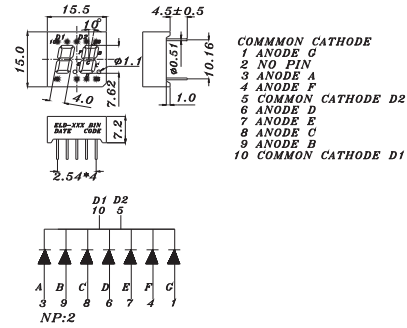 15.5
10°
4.5±0.5
15.0
D1 D2
ø1.1
7.62
4.0
ø0.51
10.16
1.0
ELD-XXX BIN
DATE CODE
7.2
2.54*4
COMMMON CATHODE
1 ANODE G
2 NO PIN
3 ANODE A
4 ANODE F
5 COMMON CATHODE D2
6 ANODE D
7 ANODE E
8 ANODE C
9 ANODE B
10 COMMON CATHODE D1
D1 D2
10 5
A B C D E F G
3 9 8 6 7 4 1
NP:2